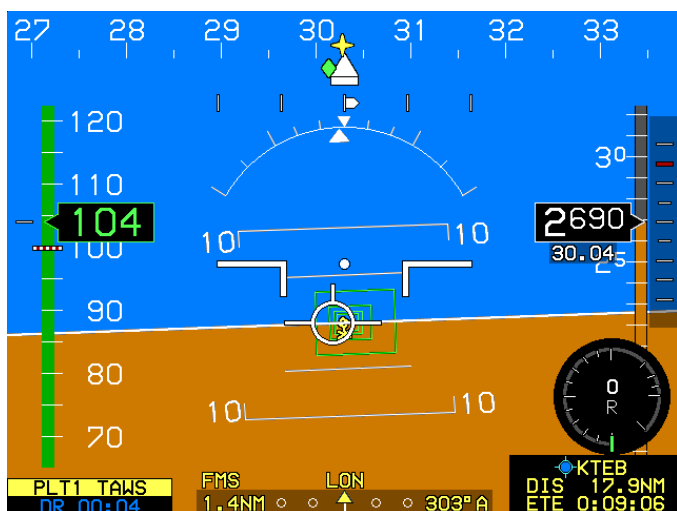 27 28 29 30 31 32 33
120
110
104
100
90
80
70
10 10
10 10
30
2690
30.04
25
0
R
PLT1 TAWS
DR 00:04
FMS LON
1.4NM 303° A
KTEB
DIS 17.9NM
ETE 0:09:06